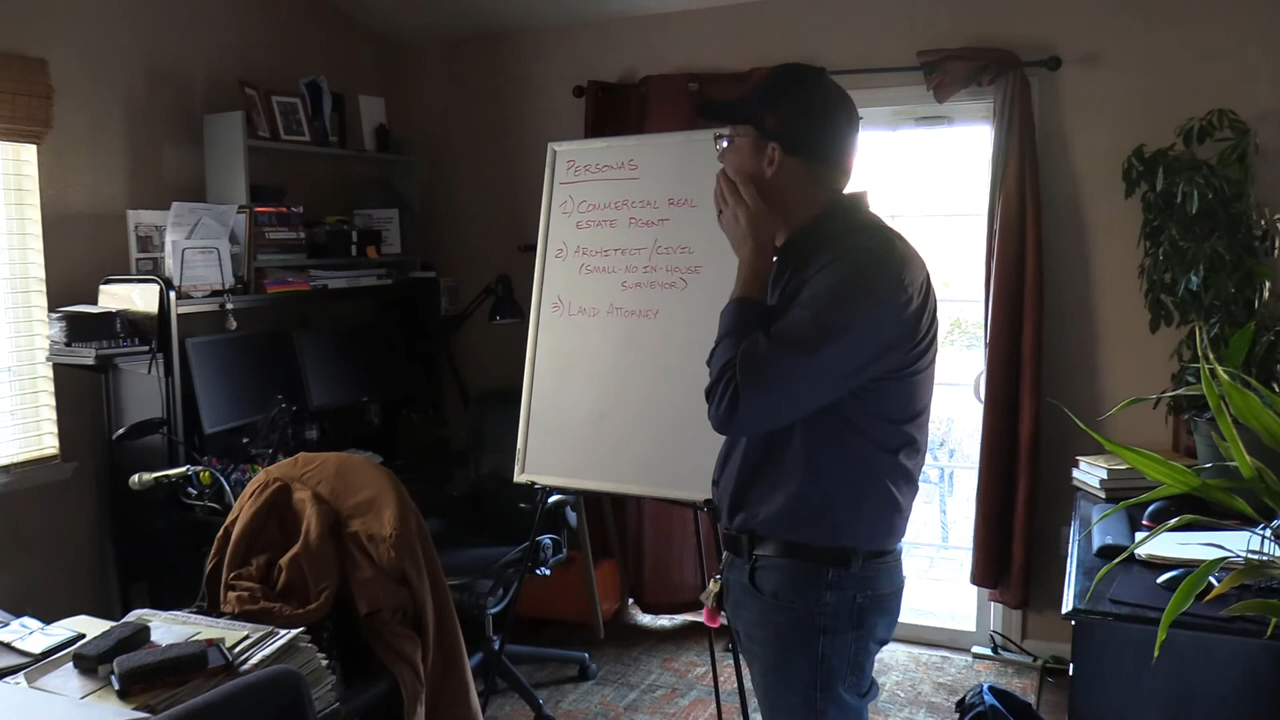 PERSONAS
1) COMMERCIAL REAL
ESTATE AGENT
2) ARCHITECT/CIVIL
(SMALL-NO IN-HOUSE
SURVEYOR)
3) LAND ATTORNEY